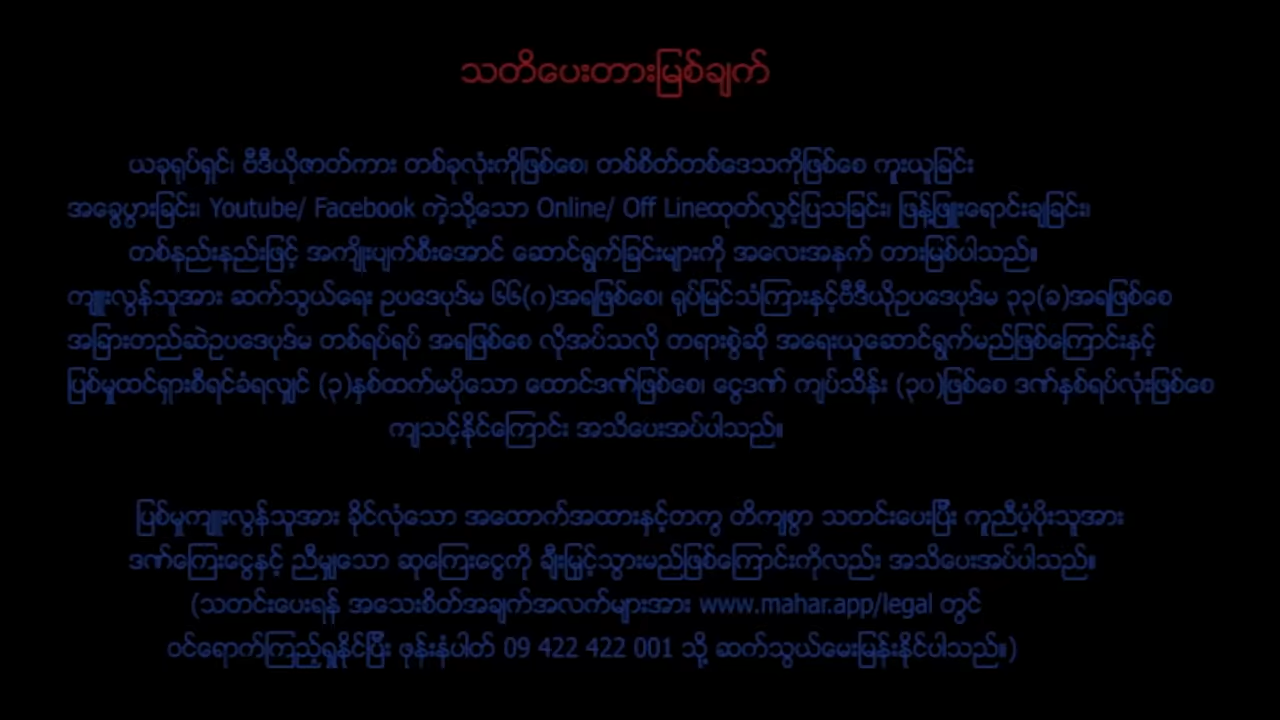 သတိပေးတားမြစ်ချက်
ယခုရုပ်ရှင်၊ ဗီဒီယိုဇာတ်ကား တစ်ခုလုံးကိုဖြစ်စေ၊ တစ်စိတ်တစ်ဒေသကိုဖြစ်စေ ကူးယူခြင်း
အခွေပွားခြင်း၊ Youtube/ Facebook ကဲ့သို့သော Online/ Off Lineထုတ်လွှင့်ပြသခြင်း၊ ဖြန့်ဖြူးရောင်းချခြင်း၊
တစ်နည်းနည်းဖြင့် အကျိုးပျက်စီးအောင် ဆောင်ရွက်ခြင်းများကို အလေးအနက် တားမြစ်ပါသည်။
ကျူးလွန်သူအား ဆက်သွယ်ရေး ဥပဒေပုဒ်မ ၆၆(ဂ)အရဖြစ်စေ၊ ရုပ်မြင်သံကြားနှင့်ဗီဒီယိုဥပဒေပုဒ်မ ၃၃(ခ)အရဖြစ်စေ
အခြားတည်ဆဲဥပဒေပုဒ်မ တစ်ရပ်ရပ် အရဖြစ်စေ လိုအပ်သလို တရားစွဲဆို အရေးယူဆောင်ရွက်မည်ဖြစ်ကြောင်းနှင့်
ပြစ်မှုထင်ရှားစီရင်ခံရလျှင် (၃)နှစ်ထက်မပိုသော ထောင်ဒဏ်ဖြစ်စေ၊ ငွေဒဏ် ကျပ်သိန်း (၃၀)ဖြစ်စေ ဒဏ်နှစ်ရပ်လုံးဖြစ်စေ
ကျသင့်နိုင်ကြောင်း အသိပေးအပ်ပါသည်။
ပြစ်မှုကျူးလွန်သူအား ခိုင်လုံသော အထောက်အထားနှင့်တကွ တိကျစွာ သတင်းပေးပြီး ကူညီပံ့ပိုးသူအား
ဒဏ်ကြေးငွေနှင့် ညီမျှသော ဆုကြေးငွေကို ချီးမြှင့်သွားမည်ဖြစ်ကြောင်းကိုလည်း အသိပေးအပ်ပါသည်။
(သတင်းပေးရန် အသေးစိတ်အချက်အလက်များအား www.mahar.app/legal တွင်
ဝင်ရောက်ကြည့်ရှုနိုင်ပြီး ဖုန်းနံပါတ် 09 422 422 001 သို့ ဆက်သွယ်မေးမြန်းနိုင်ပါသည်။)